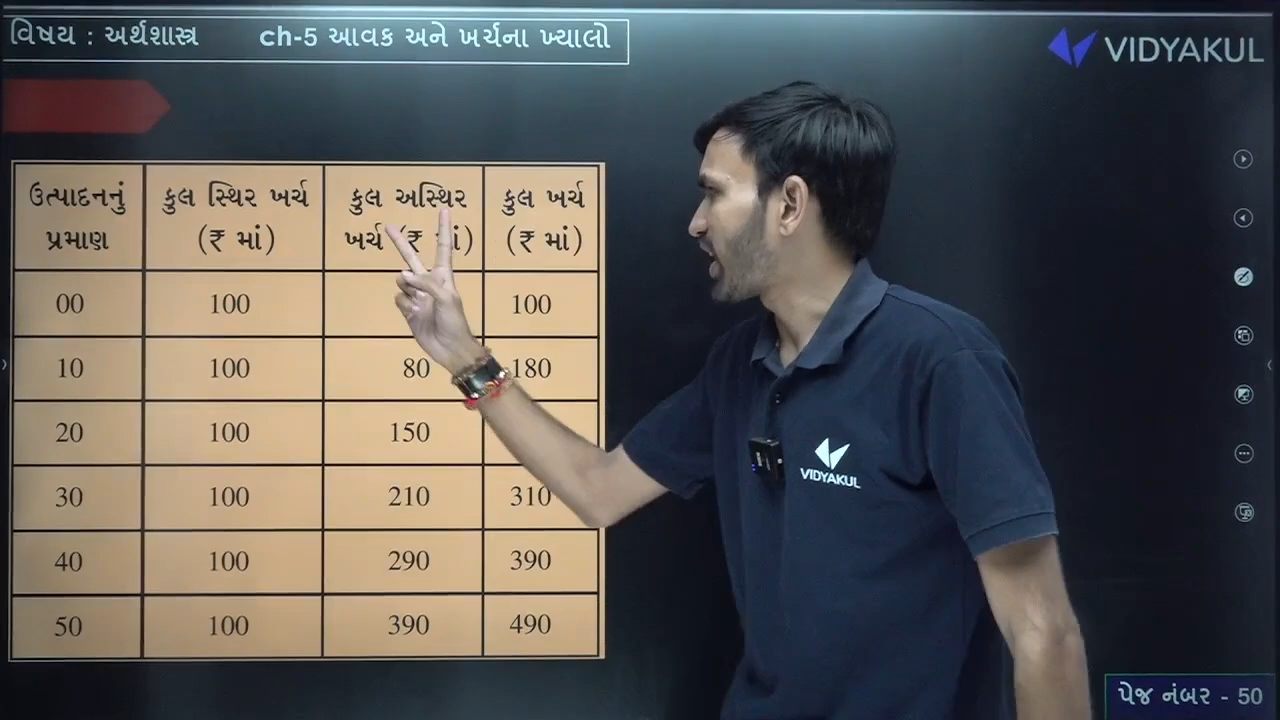 વિષય : અર્થશાસ્ત્ર ch-5 આવક અને ખર્ચના ખ્યાલો
VIDYAKUL
ઉત્પાદનનું પ્રમાણ કુલ સ્થિર ખર્ચ (₹ માં) કુલ અસ્થિર ખર્ચ (₹ માં) કુલ ખર્ચ (₹ માં)
00 100 100
10 100 80 180
20 100 150
30 100 210 310
40 100 290 390
50 100 390 490
VIDYAKUL
પેજ નંબર - 50